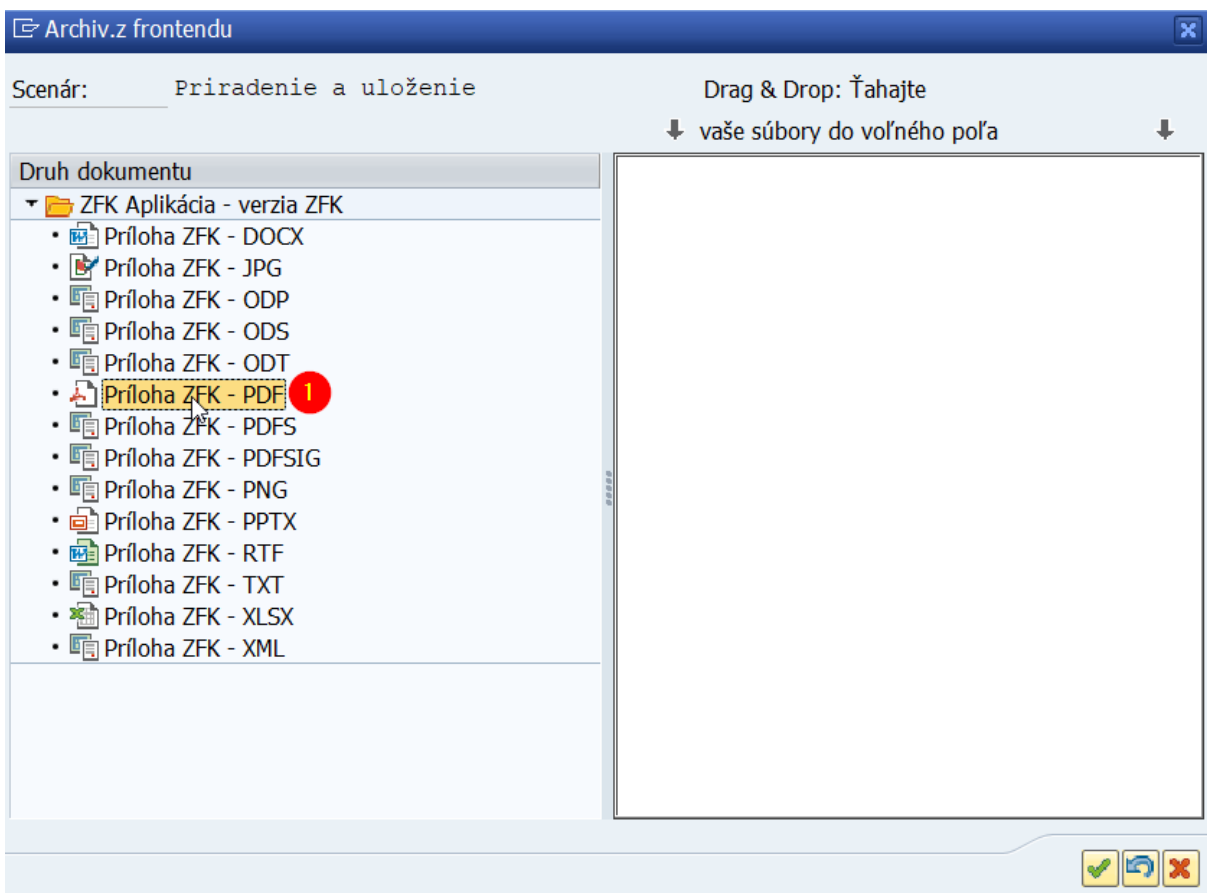 Archiv.z frontendu
Scenár: Priradenie a uloženie
Drag & Drop: Ťahajte
vaše súbory do voľného poľa
Druh dokumentu
ZFK Aplikácia - verzia ZFK
Príloha ZFK - DOCX
Príloha ZFK - JPG
Príloha ZFK - ODP
Príloha ZFK - ODS
Príloha ZFK - ODT
Príloha ZFK - PDF 1
Príloha ZFK - PDFS
Príloha ZFK - PDFSIG
Príloha ZFK - PNG
Príloha ZFK - PPTX
Príloha ZFK - RTF
Príloha ZFK - TXT
Príloha ZFK - XLSX
Príloha ZFK - XML